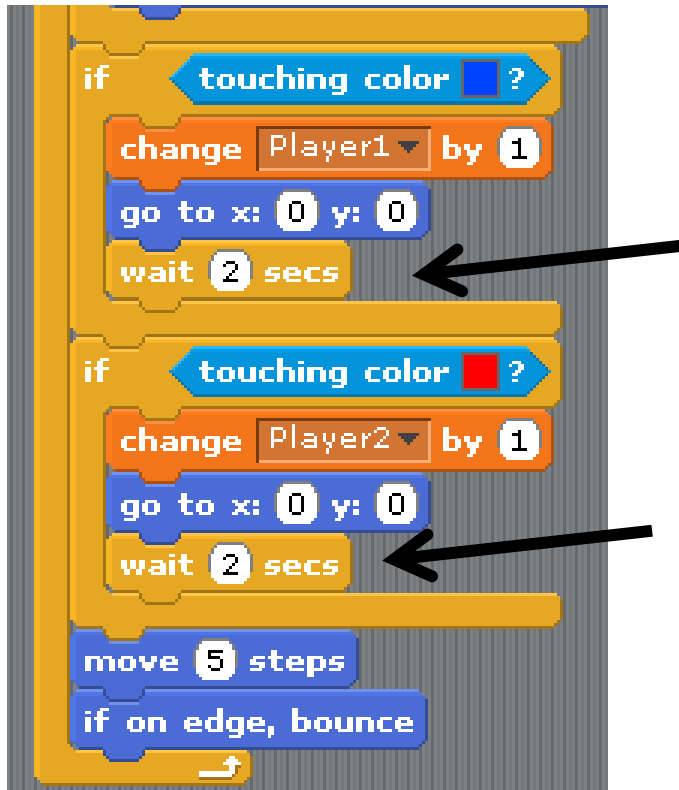 if touching color ?
change Player1 by 1
go to x: 0 y: 0
wait 2 secs
if touching color ?
change Player2 by 1
go to x: 0 y: 0
wait 2 secs
move 5 steps
if on edge, bounce